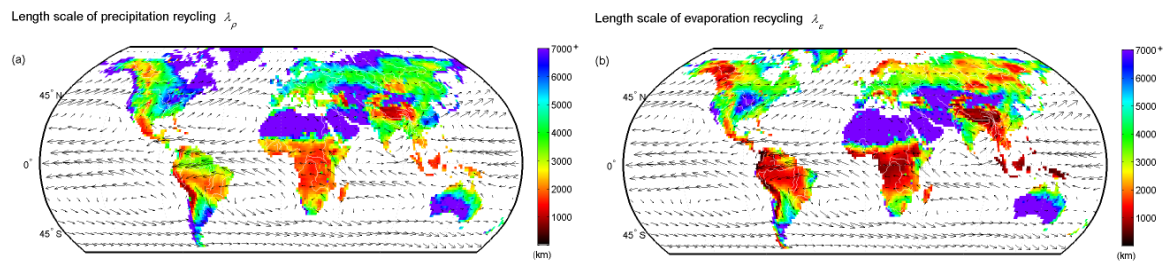 Length scale of precipitation reycling λρ
(a)
45° N
0°
45° S
7000+
6000
5000
4000
3000
2000
1000
(km)
Length scale of evaporation recycling λε
(b)
45° N
0°
45° S
7000+
6000
5000
4000
3000
2000
1000
(km)